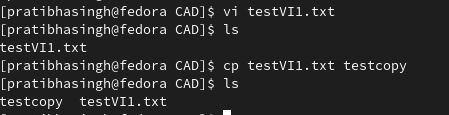 [pratibhasingh@fedora CAD]$ vi testVI1.txt
[pratibhasingh@fedora CAD]$ ls
testVI1.txt
[pratibhasingh@fedora CAD]$ cp testVI1.txt testcopy
[pratibhasingh@fedora CAD]$ ls
testcopy  testVI1.txt